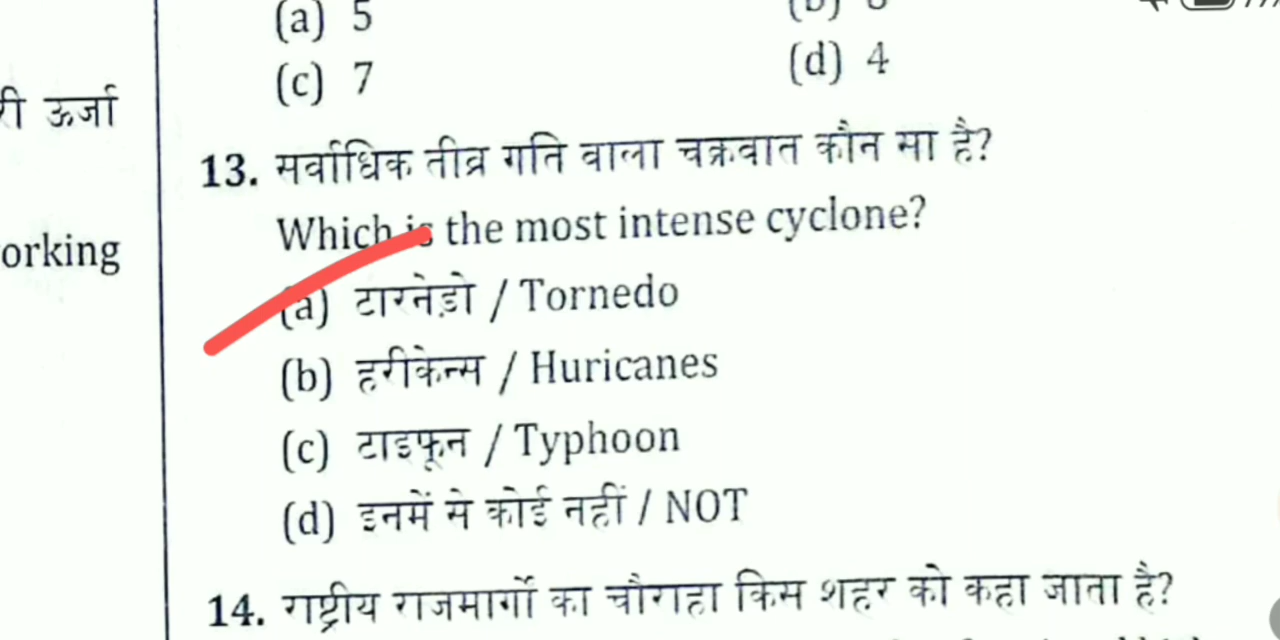 (a) 5
(c) 7
(d) 4
ऊर्जा
orking
13. सर्वाधिक तीव्र गति वाला चक्रवात कौन सा है?
Which is the most intense cyclone?
(a) टारनेड़ो / Tornedo
(b) हरीकेन्स / Huricanes
(c) टाइफून / Typhoon
(d) इनमें से कोई नहीं / NOT
14. राष्ट्रीय राजमार्गों का चौराहा किस शहर को कहा जाता है?